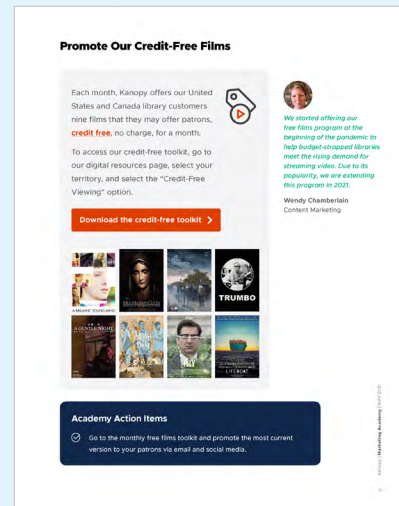 Promote Our Credit-Free Films
Each month, Kanopy offers our United
States and Canada library customers
nine films that they may offer patrons,
credit free, no charge, for a month.
To access our credit-free toolkit, go to
our digital resources page, select your
territory, and select the “Credit-Free
Viewing” option.
Download the credit-free toolkit
We started offering our
free films program at the
beginning of the pandemic to
help budget-strapped libraries
meet the rising demand for
streaming video. Due to its
popularity, we are extending
this program in 2021.
Wendy Chamberlain
Content Marketing
A BRILLIANT YOUNG MIND
TRUMBO
A GENTLE NIGHT
LIFEBOAT
Academy Action Items
Go to the monthly free films toolkit and promote the most current
version to your patrons via email and social media.
Marketing Academy